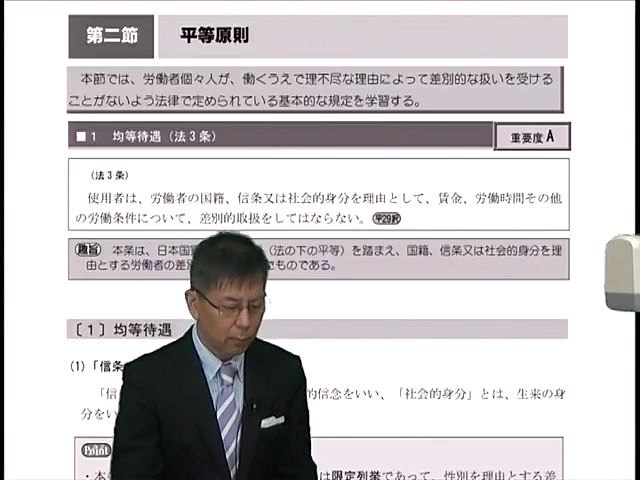 第二節 平等原則
本節では、労働者個々人が、働くうえで理不尽な理由によって差別的な扱いを受ける
ことがないよう法律で定められている基本的な規定を学習する。
■1 均等待遇（法3条） 重要度A
（法3条）
使用者は、労働者の国籍、信条又は社会的身分を理由として、賃金、労働時間その他
の労働条件について、差別的取扱をしてはならない。
趣旨 本条は、日本国 （法の下の平等）を踏まえ、国籍、信条又は社会的身分を理
由とする労働者の差 たものである。
〔1〕均等待遇
(1)「信条
「信 的信念をいい、「社会的身分」とは、生来の身
分をい
Point
・本 は限定列挙であって、性別を理由とする差